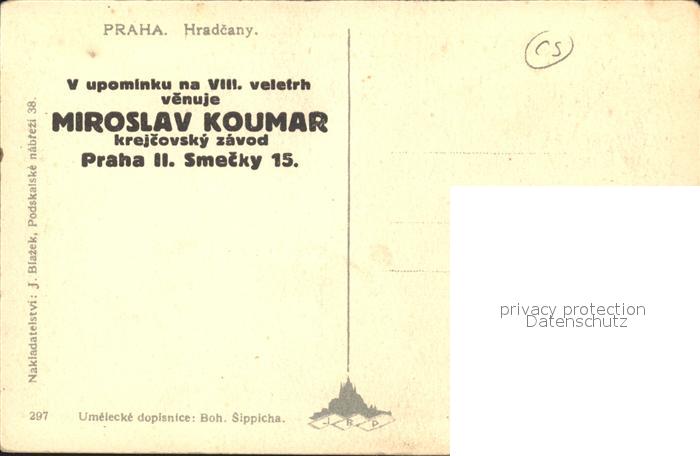 PRAHA. Hradčany.
CS
V upomínku na VIII. veletrh
věnuje
MIROSLAV KOUMAR
krejčovský závod
Praha II. Smečky 15.
Nakladatelství: J. Blažek, Podskalské nábřeží 38.
privacy protection
Datenschutz
297 Umělecké dopisnice: Boh. Šippicha.
J B P